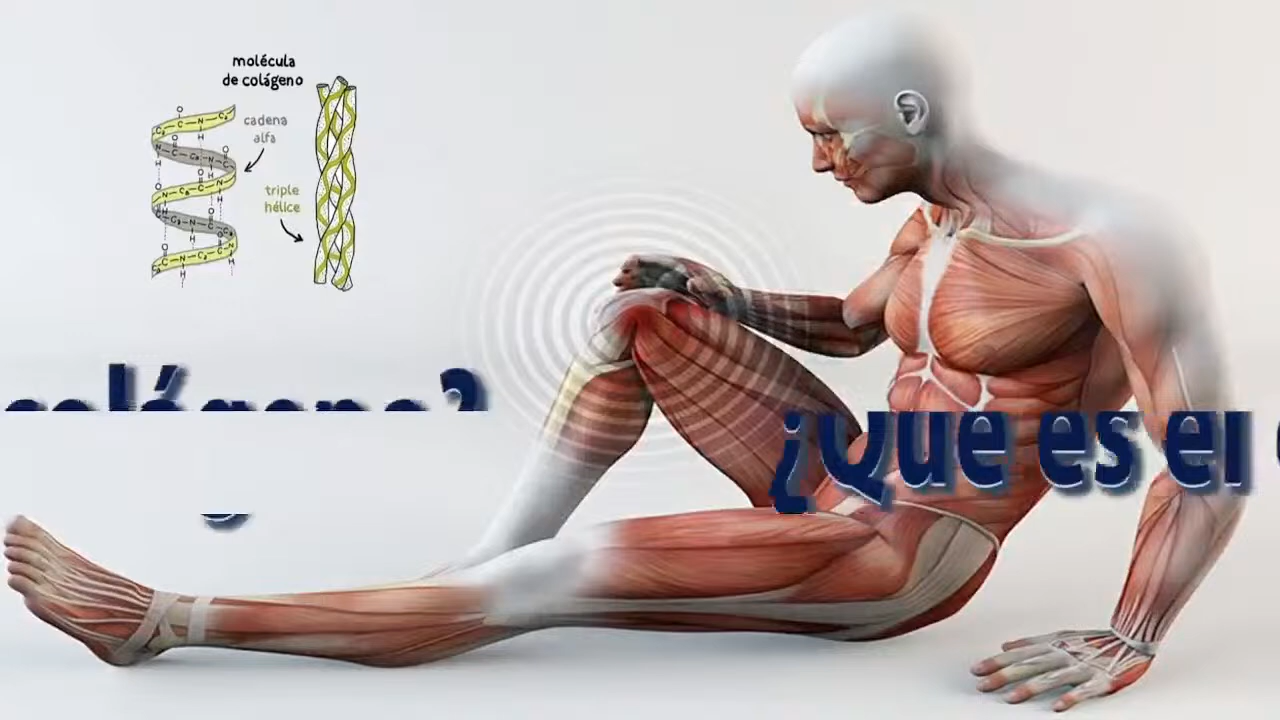 molécula
de colágeno
cadena
alfa
triple
hélice
colágeno?
¿Que es el